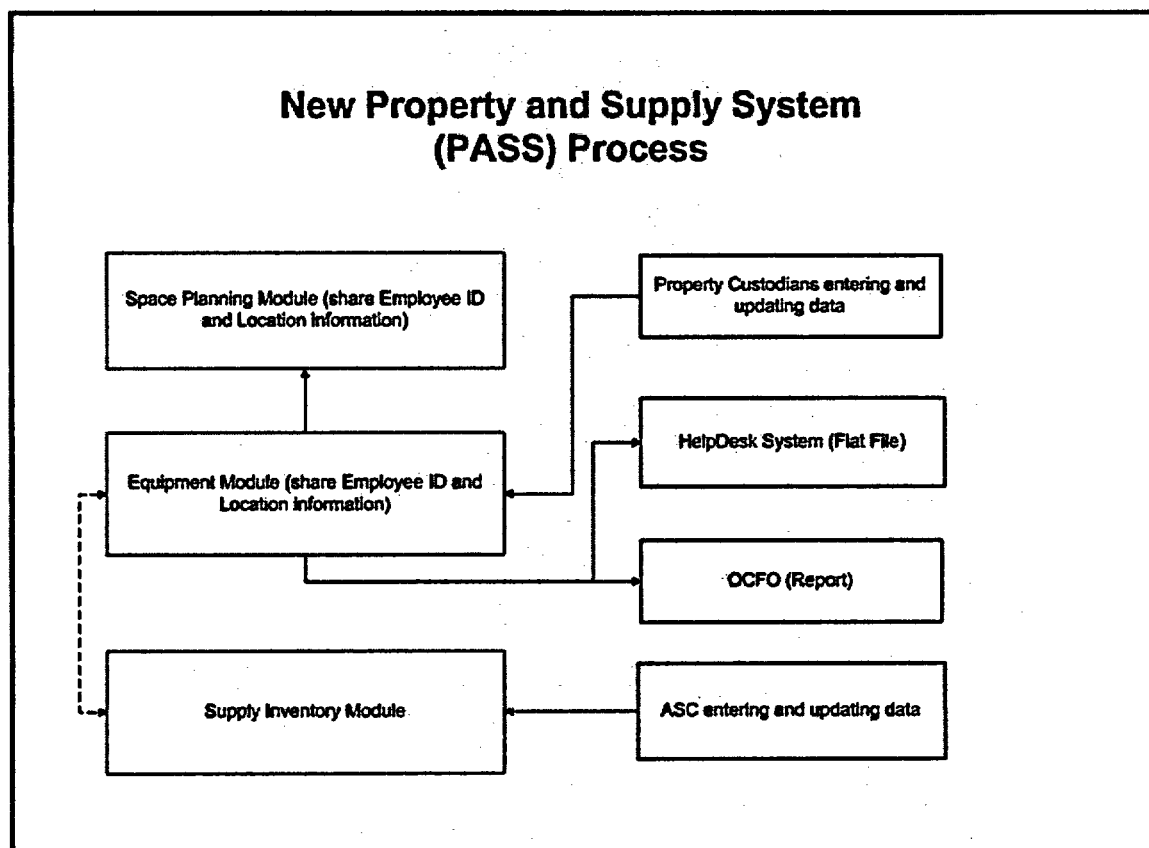 New Property and Supply System
(PASS) Process
Space Planning Module (share Employee ID
and Location Information)
Property Custodians entering and
updating data
HelpDesk System (Flat File)
Equipment Module (share Employee ID and
Location Information)
OCFO (Report)
Supply Inventory Module
ASC entering and updating data